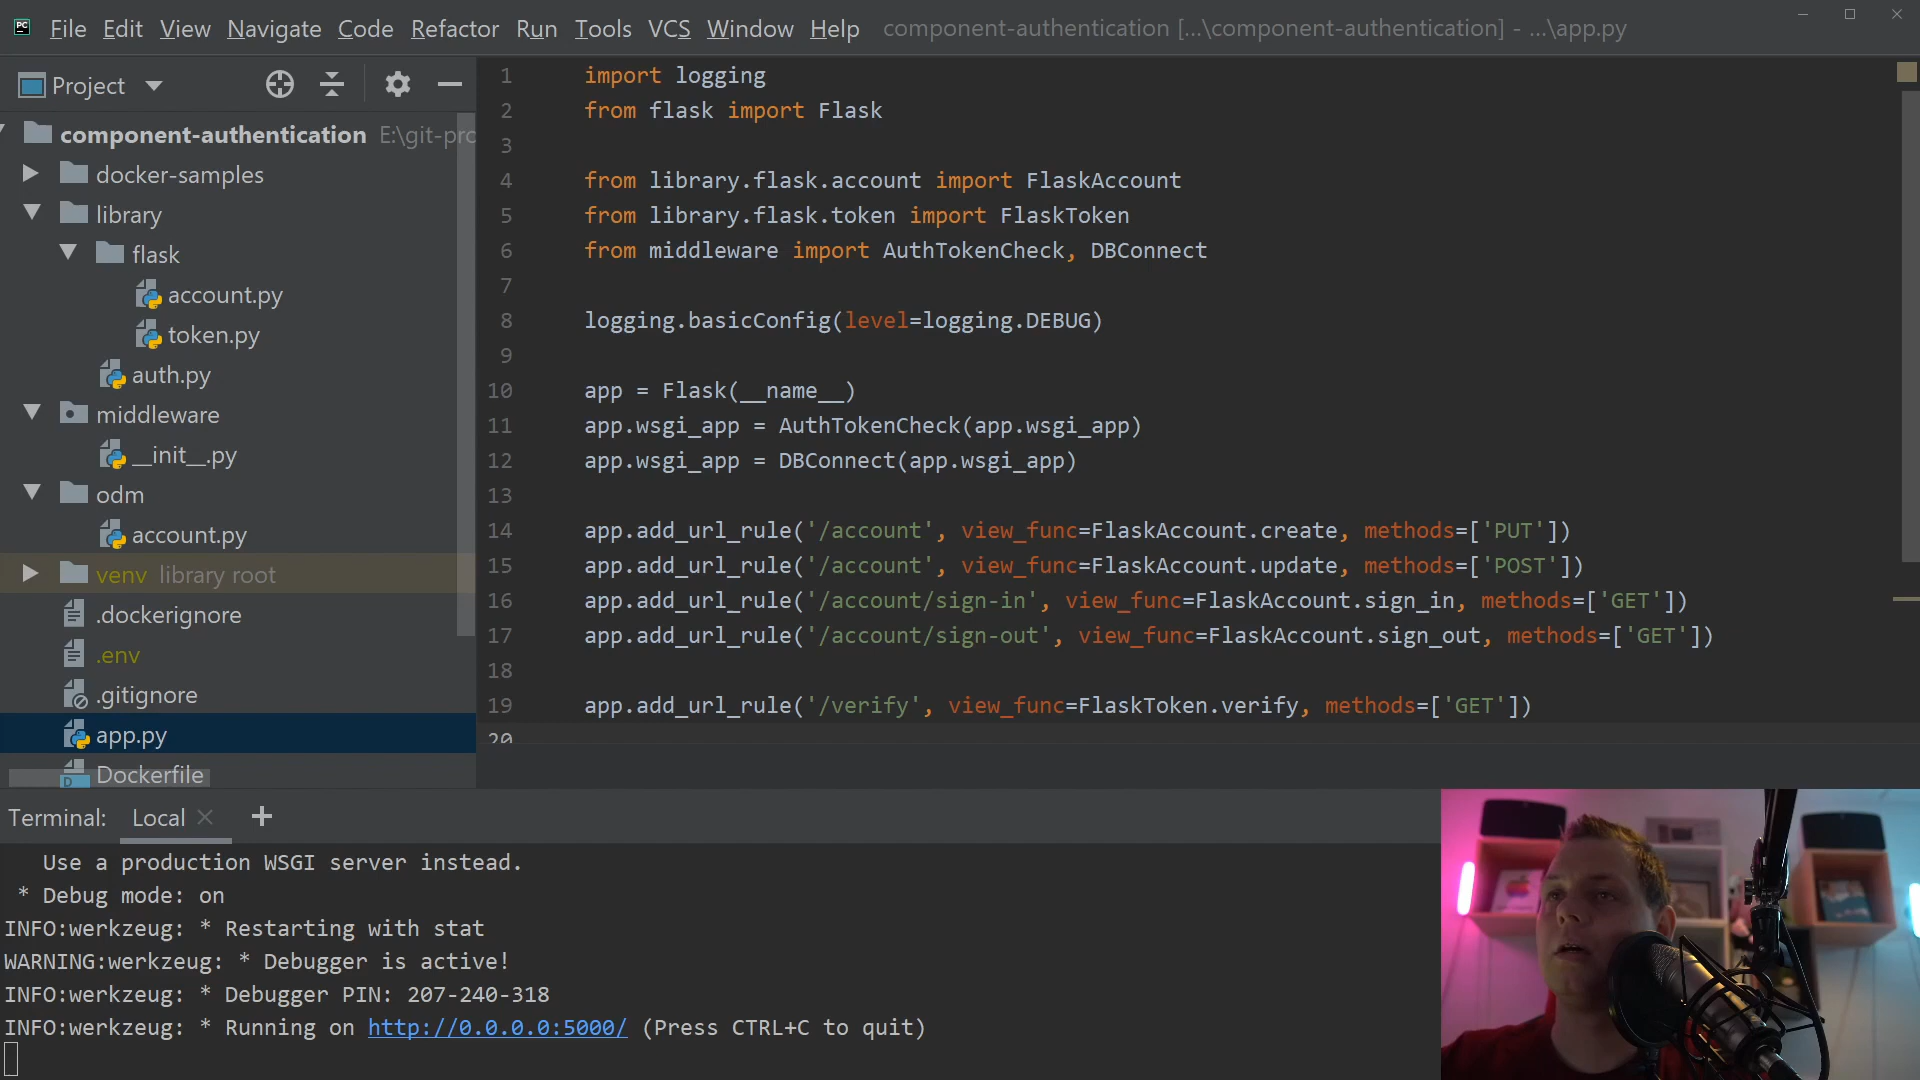 PC File Edit View Navigate Code Refactor Run Tools VCS Window Help component-authentication [...\component-authentication] - ...\app.py
Project
component-authentication E:\git-pro
docker-samples
library
flask
account.py
token.py
auth.py
middleware
__init__.py
odm
account.py
venv library root
.dockerignore
.env
.gitignore
app.py
Dockerfile
1 import logging
2 from flask import Flask
3
4 from library.flask.account import FlaskAccount
5 from library.flask.token import FlaskToken
6 from middleware import AuthTokenCheck, DBConnect
7
8 logging.basicConfig(level=logging.DEBUG)
9
10 app = Flask(__name__)
11 app.wsgi_app = AuthTokenCheck(app.wsgi_app)
12 app.wsgi_app = DBConnect(app.wsgi_app)
13
14 app.add_url_rule('/account', view_func=FlaskAccount.create, methods=['PUT'])
15 app.add_url_rule('/account', view_func=FlaskAccount.update, methods=['POST'])
16 app.add_url_rule('/account/sign-in', view_func=FlaskAccount.sign_in, methods=['GET'])
17 app.add_url_rule('/account/sign-out', view_func=FlaskAccount.sign_out, methods=['GET'])
18
19 app.add_url_rule('/verify', view_func=FlaskToken.verify, methods=['GET'])
20
Terminal: Local
Use a production WSGI server instead.
* Debug mode: on
INFO:werkzeug: * Restarting with stat
WARNING:werkzeug: * Debugger is active!
INFO:werkzeug: * Debugger PIN: 207-240-318
INFO:werkzeug: * Running on http://0.0.0.0:5000/ (Press CTRL+C to quit)